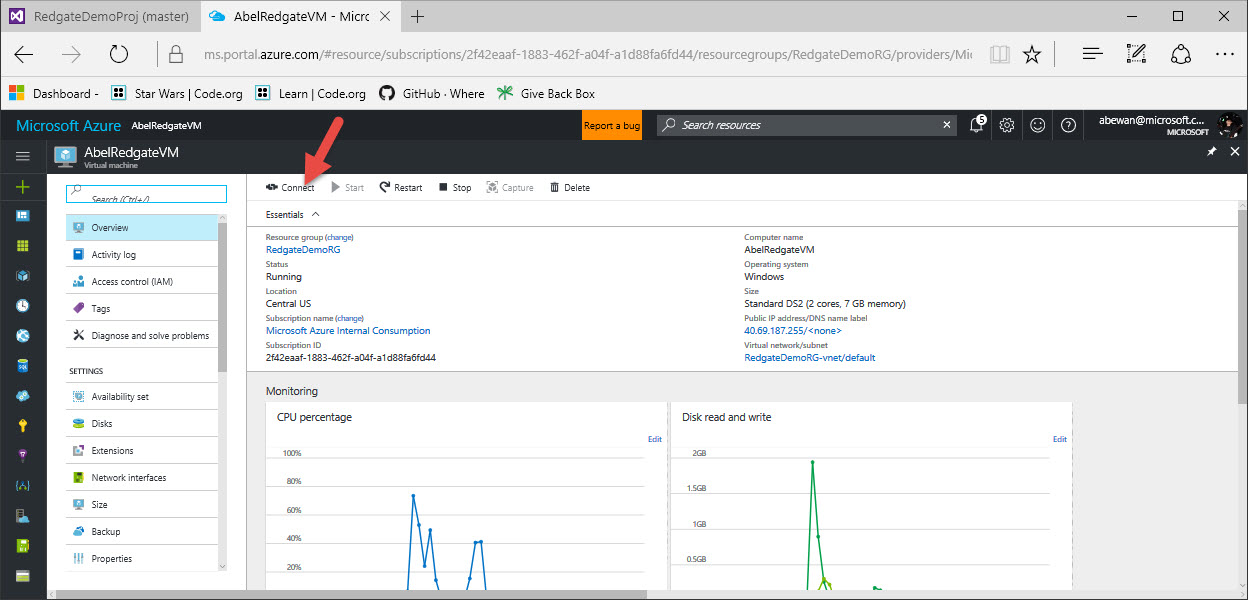 RedgateDemoProj (master)
AbelRedgateVM - Micr
ms.portal.azure.com/#resource/subscriptions/2f42eaaf-1883-462f-a04f-a1d88fa6fd44/resourcegroups/RedgateDemoRG/providers/Mi
Dashboard - Star Wars | Code.org Learn | Code.org GitHub · Where Give Back Box
Microsoft Azure AbelRedgateVM Report a bug Search resources 5 abewan@microsoft.c...
MICROSOFT
AbelRedgateVM
Virtual machine
Search (Ctrl+/)
Overview
Activity log
Access control (IAM)
Tags
Diagnose and solve problems
SETTINGS
Availability set
Disks
Extensions
Network interfaces
Size
Backup
Properties
Connect Start Restart Stop Capture Delete
Essentials
Resource group (change)
RedgateDemoRG
Status
Running
Location
Central US
Subscription name (change)
Microsoft Azure Internal Consumption
Subscription ID
2f42eaaf-1883-462f-a04f-a1d88fa6fd44
Computer name
AbelRedgateVM
Operating system
Windows
Size
Standard DS2 (2 cores, 7 GB memory)
Public IP address/DNS name label
40.69.187.255/<none>
Virtual network/subnet
RedgateDemoRG-vnet/default
Monitoring
CPU percentage
Edit
100%
80%
60%
40%
20%
Disk read and write
Edit
2GB
1.5GB
1GB
0.5GB